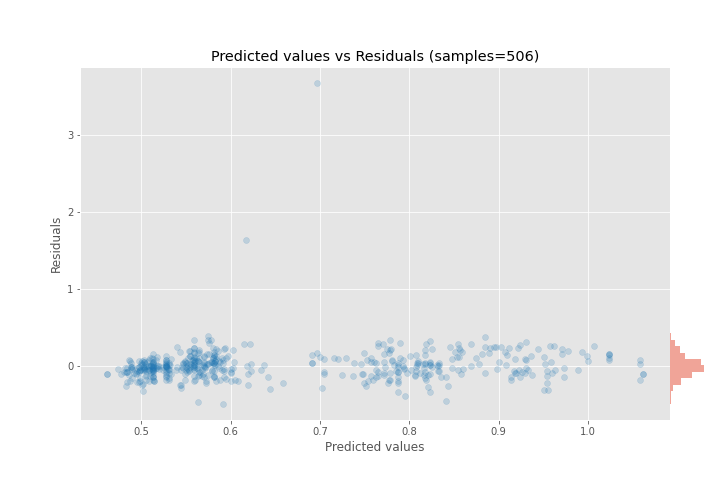 Predicted values vs Residuals (samples=506)
3
2
1
0
Residuals
0.5 0.6 0.7 0.8 0.9 1.0
Predicted values